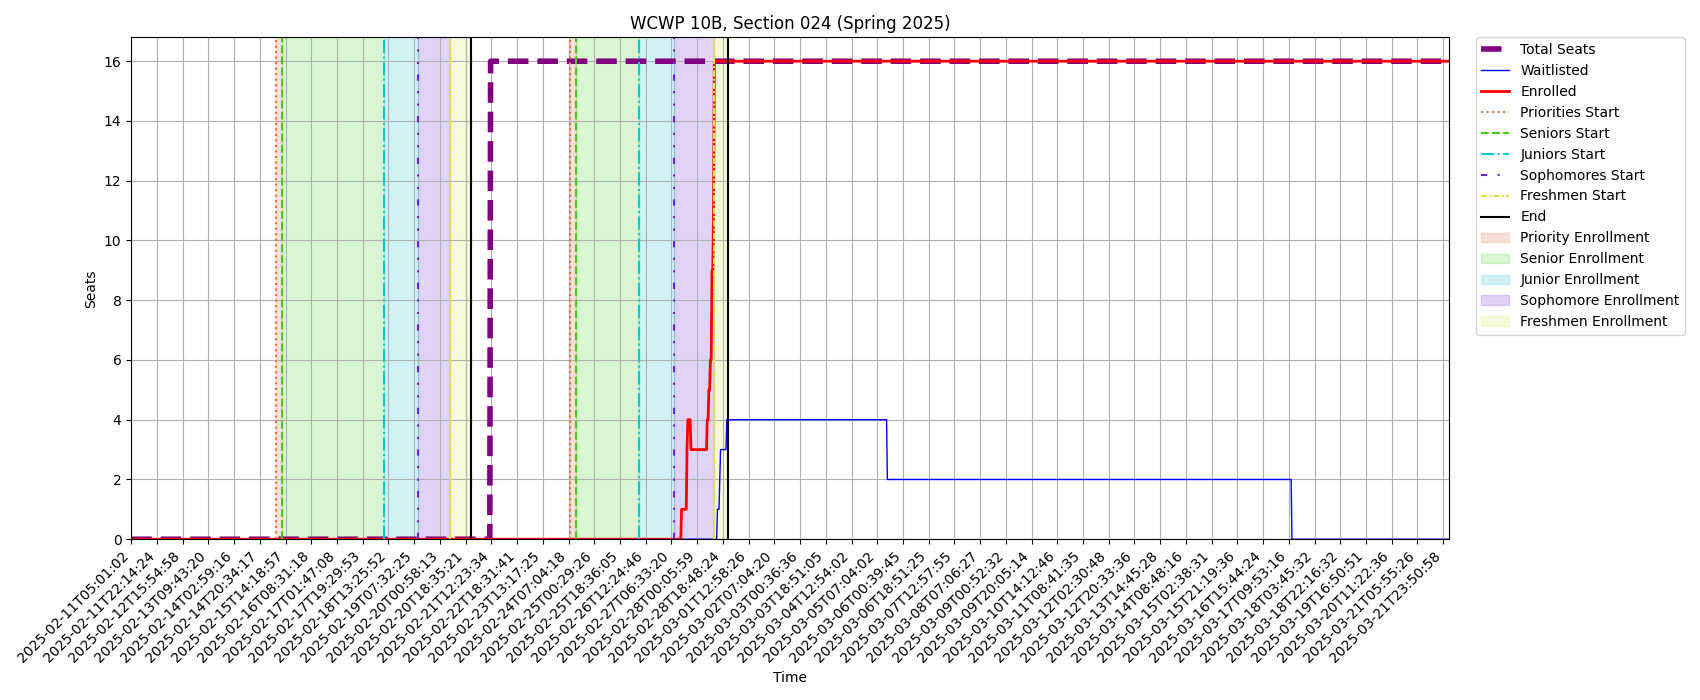 WCWP 10B, Section 024 (Spring 2025)
Seats
16
14
12
10
8
6
4
2
0
2025-02-11T05:01:02
2025-02-11T22:14:24
2025-02-12T15:54:58
2025-02-13T09:43:20
2025-02-14T02:59:16
2025-02-14T20:34:17
2025-02-15T14:18:57
2025-02-16T08:31:18
2025-02-17T01:47:08
2025-02-17T19:29:53
2025-02-18T13:25:52
2025-02-19T07:32:25
2025-02-20T00:58:13
2025-02-20T18:35:21
2025-02-21T12:23:34
2025-02-22T18:31:41
2025-02-23T13:17:25
2025-02-24T07:04:18
2025-02-25T00:29:26
2025-02-25T18:36:05
2025-02-26T12:24:46
2025-02-27T06:33:20
2025-02-28T00:05:59
2025-02-28T18:48:24
2025-03-01T12:58:26
2025-03-02T07:04:20
2025-03-03T00:36:36
2025-03-03T18:51:05
2025-03-04T12:54:02
2025-03-05T07:04:02
2025-03-06T00:39:45
2025-03-06T18:51:25
2025-03-07T12:57:55
2025-03-08T07:06:27
2025-03-09T00:52:32
2025-03-09T20:05:14
2025-03-10T14:12:46
2025-03-11T08:41:35
2025-03-12T02:30:48
2025-03-12T20:33:36
2025-03-13T14:45:28
2025-03-14T08:48:16
2025-03-15T02:38:31
2025-03-15T21:19:36
2025-03-16T15:44:24
2025-03-17T09:53:16
2025-03-18T03:45:32
2025-03-18T22:16:32
2025-03-19T16:50:51
2025-03-20T11:22:36
2025-03-21T05:55:26
2025-03-21T23:50:58
Time
Total Seats
Waitlisted
Enrolled
Priorities Start
Seniors Start
Juniors Start
Sophomores Start
Freshmen Start
End
Priority Enrollment
Senior Enrollment
Junior Enrollment
Sophomore Enrollment
Freshmen Enrollment